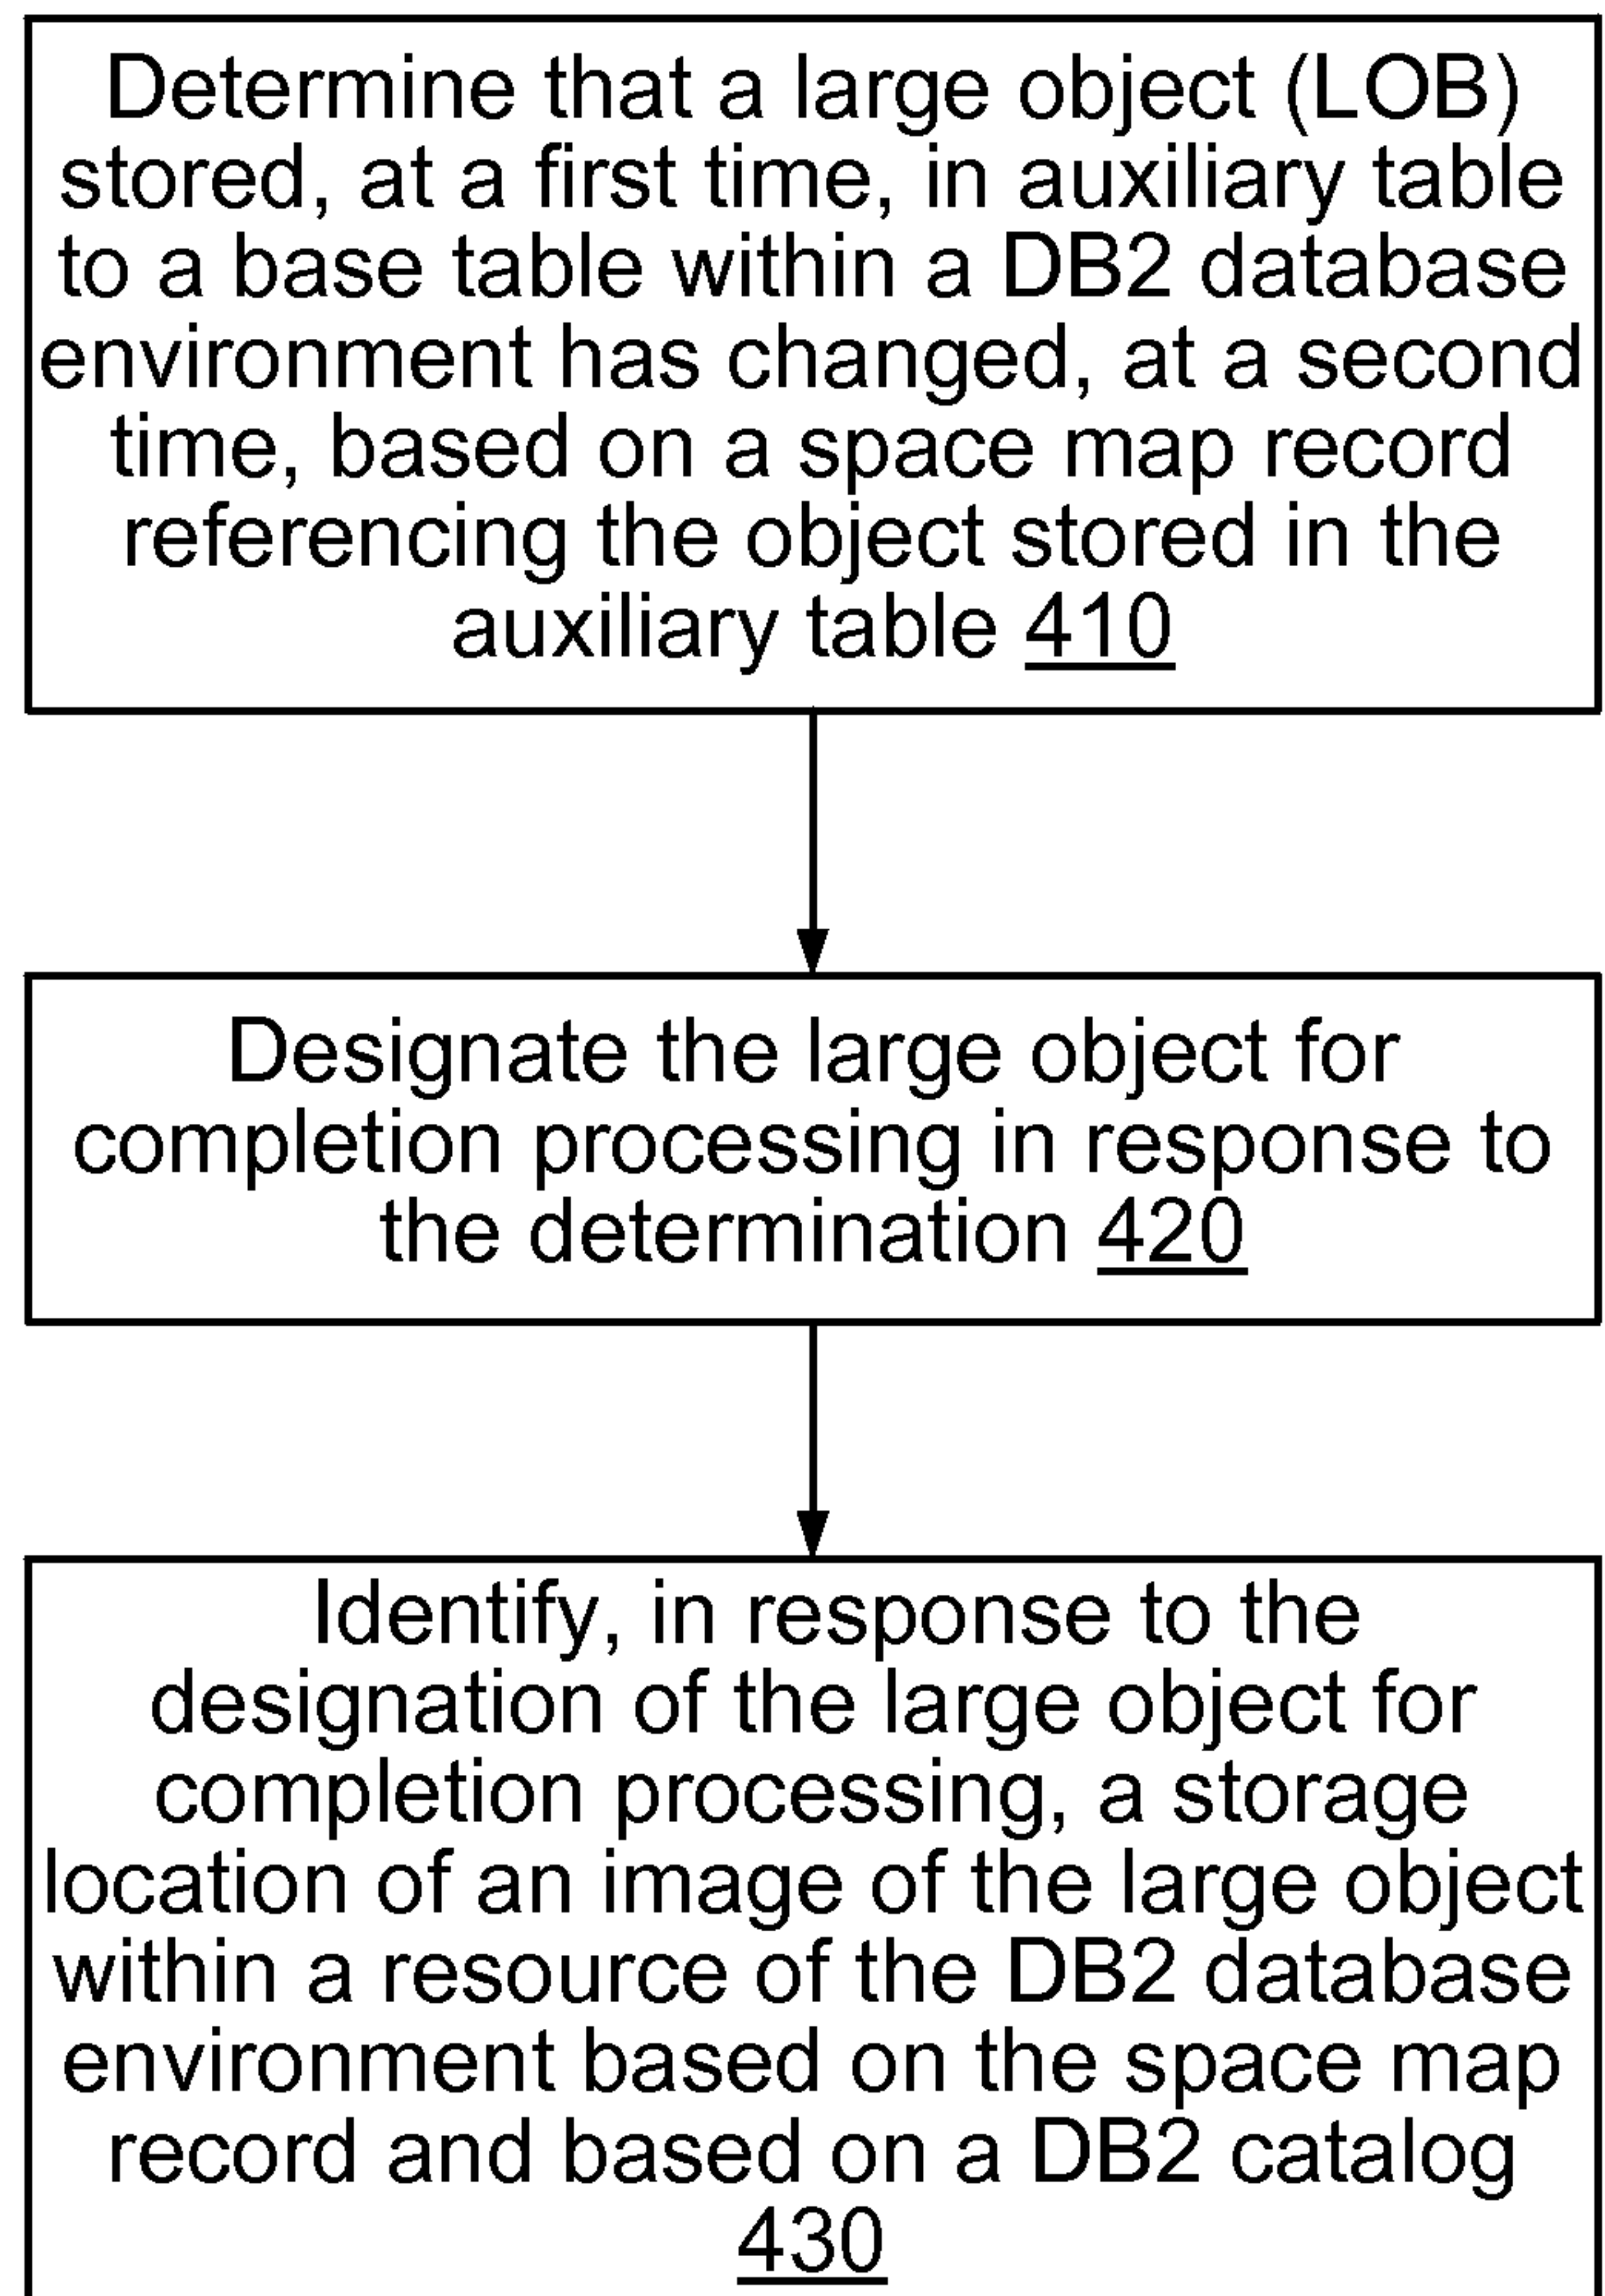 Determine that a large object (LOB)
stored, at a first time, in auxiliary table
to a base table within a DB2 database
environment has changed, at a second
time, based on a space map record
referencing the object stored in the
auxiliary table 410
Designate the large object for
completion processing in response to
the determination 420
Identify, in response to the
designation of the large object for
completion processing, a storage
location of an image of the large object
within a resource of the DB2 database
environment based on the space map
record and based on a DB2 catalog
430